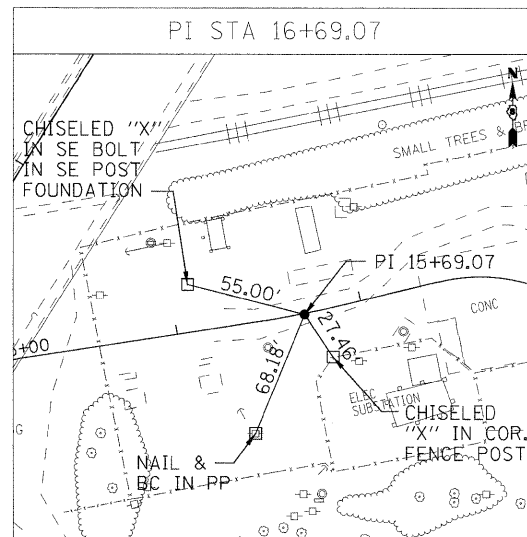 PI STA 16+69.07
N
CHISELED "X"
IN SE BOLT
IN SE POST
FOUNDATION
SMALL TREES &
55.00'
PI 15+69.07
27.46'
68.18'
+00
CONC
ELEC
SUBSTATION
G
CHISELED
"X" IN COR.
FENCE POST
NAIL &
BC IN PP